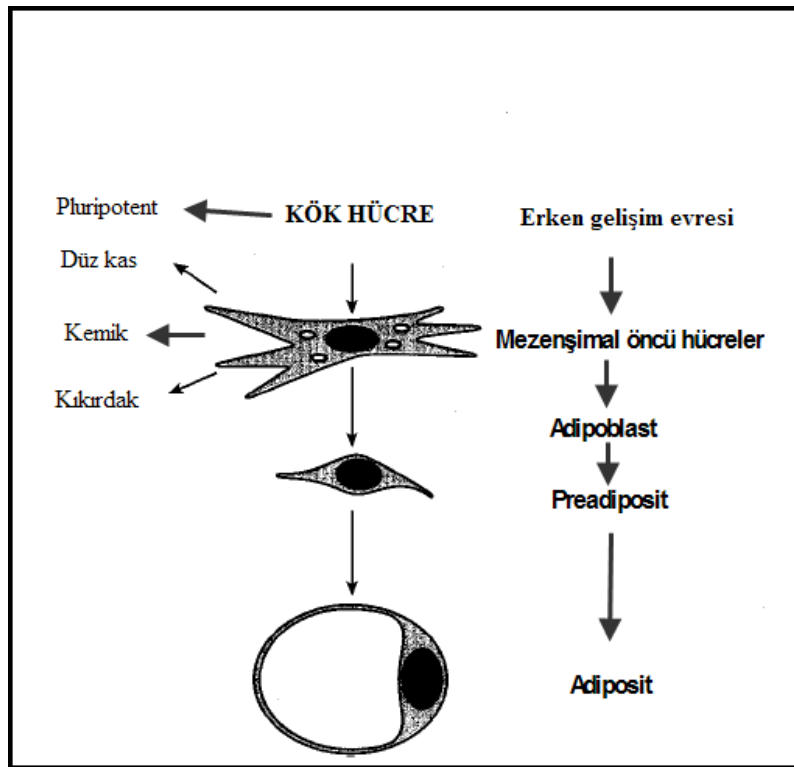 Pluripotent
KÖK HÜCRE
Erken gelişim evresi
Düz kas
Kemik
Mezenşimal öncü hücreler
Kıkırdak
Adipoblast
Preadiposit
Adiposit